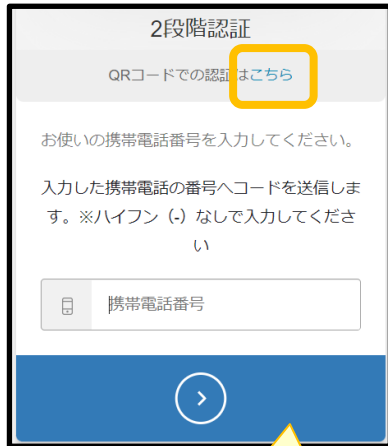 2段階認証
QRコードでの認証はこちら
お使いの携帯電話番号を入力してください。
入力した携帯電話の番号へコードを送信しま
す。※ハイフン（-）なしで入力してくださ
い
携帯電話番号